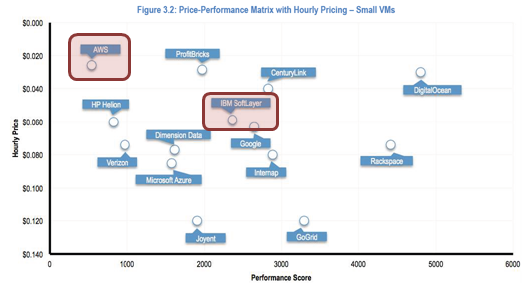 Figure 3.2: Price-Performance Matrix with Hourly Pricing – Small VMs
$0.000
AWS
ProfitBricks
$0.020
CenturyLink
$0.040
DigitalOcean
HP Helion
IBM SoftLayer
$0.060
Dimension Data
Google
Hourly Price
$0.080
Verizon
Rackspace
Internap
Microsoft Azure
$0.100
$0.120
Joyent
GoGrid
$0.140
0 1000 2000 3000 4000 5000 6000
Performance Score